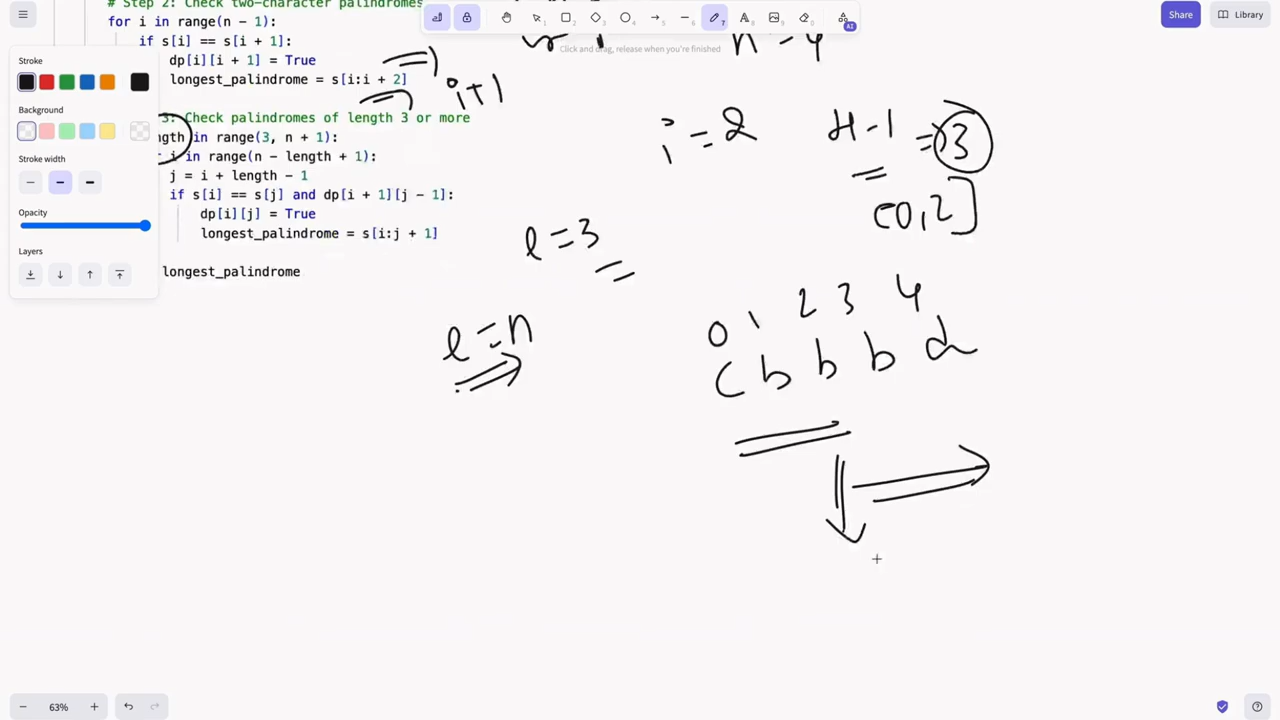 # Step 2: Check two-character palindromes
for i in range(n - 1):
if s[i] == s[i + 1]:
dp[i][i + 1] = True
longest_palindrome = s[i:i + 2]
3: Check palindromes of length 3 or more
ngth in range(3, n + 1):
r i in range(n - length + 1):
j = i + length - 1
if s[i] == s[j] and dp[i + 1][j - 1]:
dp[i][j] = True
longest_palindrome = s[i:j + 1]
longest_palindrome
Share
Library
Click and drag, release when you're finished
Stroke
Background
Stroke width
Opacity
Layers
n - 4
i+1
i = 2
4-1 => 3
[0,2]
l = 3
l = n
0 1 2 3 4
c b b b d
63%